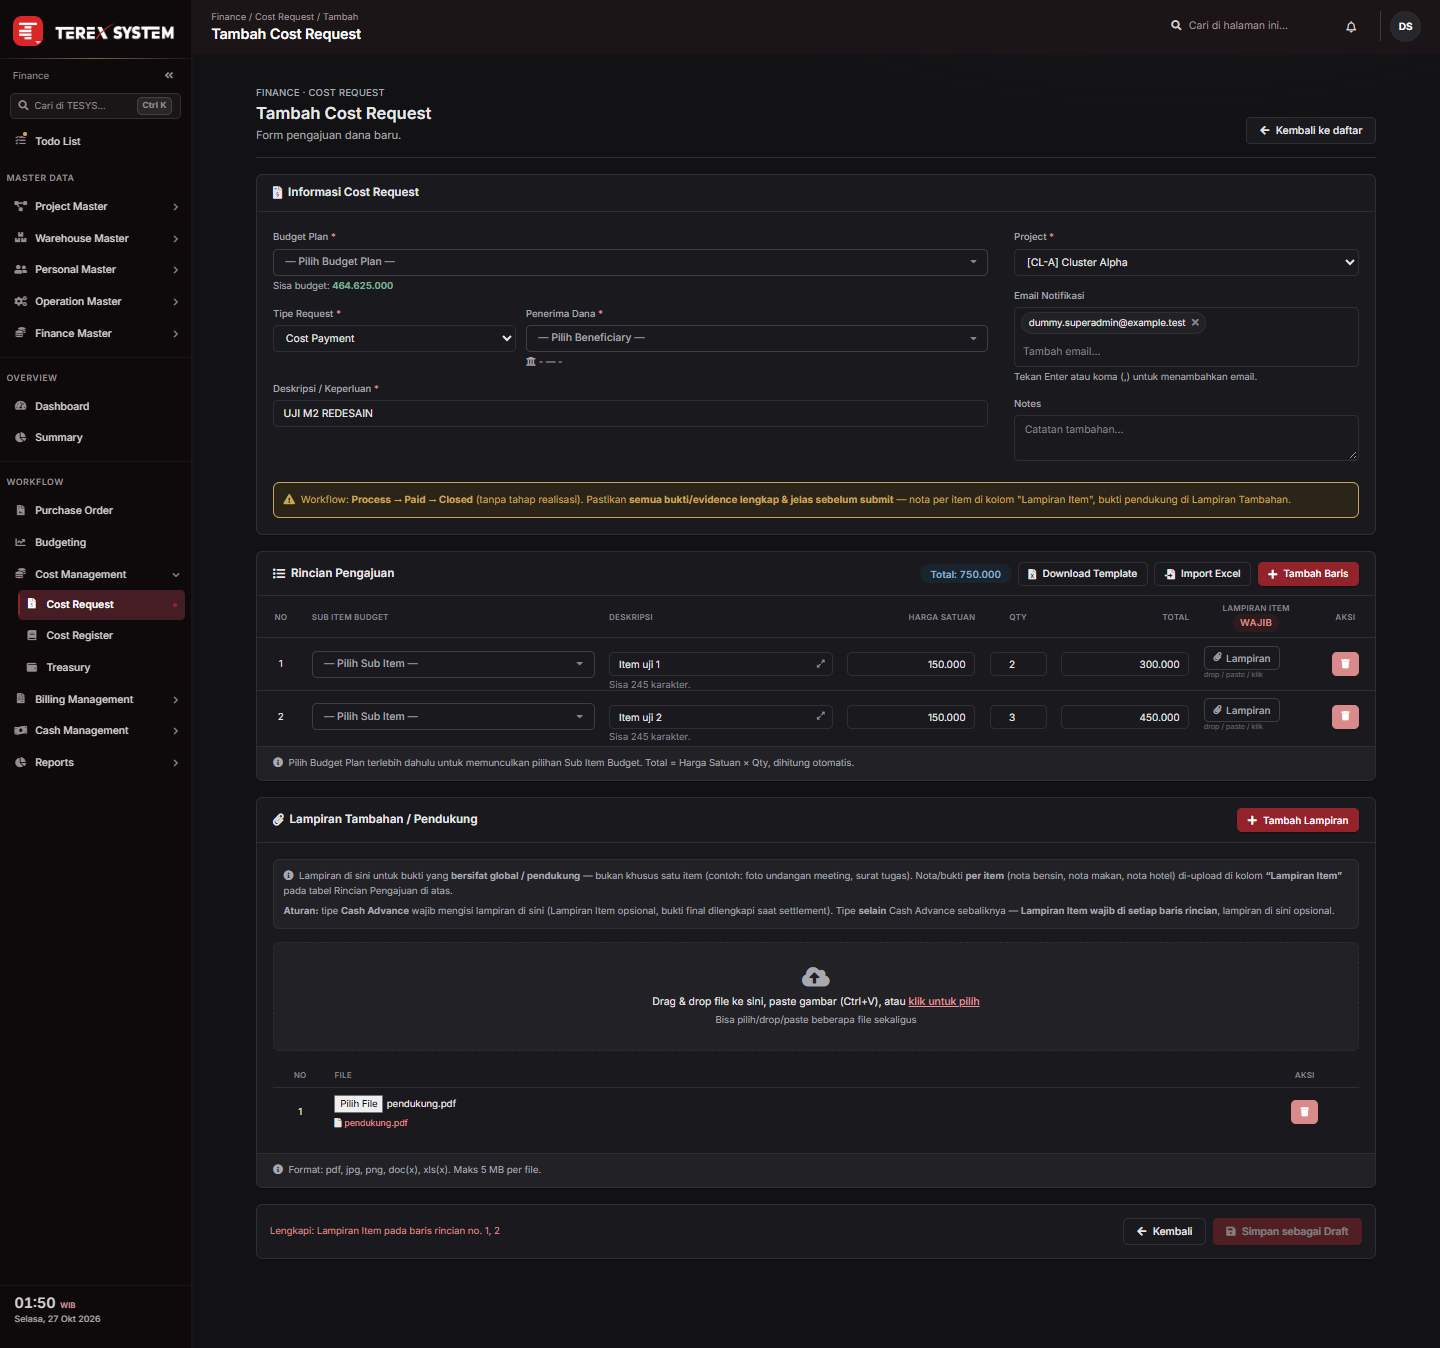 TEREX SYSTEM
Finance
Cari di TESYS...
Ctrl K
Todo List
MASTER DATA
Project Master
Warehouse Master
Personal Master
Operation Master
Finance Master
OVERVIEW
Dashboard
Summary
WORKFLOW
Purchase Order
Budgeting
Cost Management
Cost Request
Cost Register
Treasury
Billing Management
Cash Management
Reports
01:50 WIB
Selasa, 27 Okt 2026
Finance / Cost Request / Tambah
Tambah Cost Request
Cari di halaman ini...
DS
FINANCE · COST REQUEST
Tambah Cost Request
Form pengajuan dana baru.
Kembali ke daftar
Informasi Cost Request
Budget Plan *
— Pilih Budget Plan —
Sisa budget: 464.625.000
Tipe Request *
Cost Payment
Penerima Dana *
— Pilih Beneficiary —
- — -
Deskripsi / Keperluan *
UJI M2 REDESAIN
Project *
[CL-A] Cluster Alpha
Email Notifikasi
dummy.superadmin@example.test ×
Tambah email...
Tekan Enter atau koma (,) untuk menambahkan email.
Notes
Catatan tambahan...
Workflow: Process → Paid → Closed (tanpa tahap realisasi). Pastikan semua bukti/evidence lengkap & jelas sebelum submit — nota per item di kolom "Lampiran Item", bukti pendukung di Lampiran Tambahan.
Rincian Pengajuan
Total: 750.000
Download Template
Import Excel
Tambah Baris
NO SUB ITEM BUDGET DESKRIPSI HARGA SATUAN QTY TOTAL LAMPIRAN ITEM WAJIB AKSI
1 — Pilih Sub Item — Item uji 1 150.000 2 300.000 Lampiran
Sisa 245 karakter. drop / paste / klik
2 — Pilih Sub Item — Item uji 2 150.000 3 450.000 Lampiran
Sisa 245 karakter. drop / paste / klik
Pilih Budget Plan terlebih dahulu untuk memunculkan pilihan Sub Item Budget. Total = Harga Satuan × Qty, dihitung otomatis.
Lampiran Tambahan / Pendukung
Tambah Lampiran
Lampiran di sini untuk bukti yang bersifat global / pendukung — bukan khusus satu item (contoh: foto undangan meeting, surat tugas). Nota/bukti per item (nota bensin, nota makan, nota hotel) di-upload di kolom “Lampiran Item”
pada tabel Rincian Pengajuan di atas.
Aturan: tipe Cash Advance wajib mengisi lampiran di sini (Lampiran Item opsional, bukti final dilengkapi saat settlement). Tipe selain Cash Advance sebaliknya — Lampiran Item wajib di setiap baris rincian, lampiran di sini opsional.
Drag & drop file ke sini, paste gambar (Ctrl+V), atau klik untuk pilih
Bisa pilih/drop/paste beberapa file sekaligus
NO FILE AKSI
1 Pilih File pendukung.pdf
pendukung.pdf
Format: pdf, jpg, png, doc(x), xls(x). Maks 5 MB per file.
Lengkapi: Lampiran Item pada baris rincian no. 1, 2
Kembali
Simpan sebagai Draft